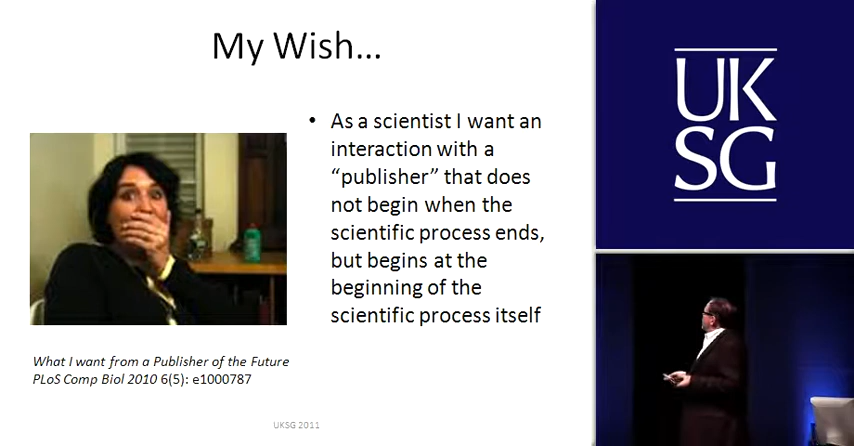 My Wish…
• As a scientist I want an
interaction with a
“publisher” that does
not begin when the
scientific process ends,
but begins at the
beginning of the
scientific process itself
What I want from a Publisher of the Future
PLoS Comp Biol 2010 6(5): e1000787
UKSG 2011
UK
SG